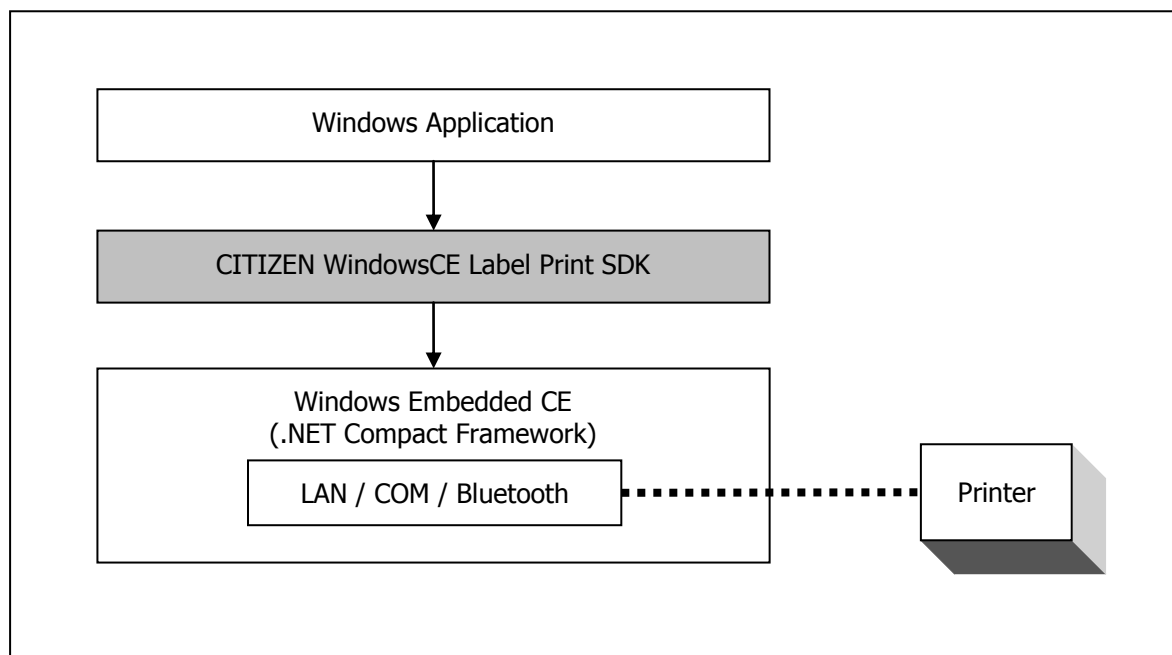 Windows Application
CITIZEN WindowsCE Label Print SDK
Windows Embedded CE
(.NET Compact Framework)
LAN / COM / Bluetooth
Printer